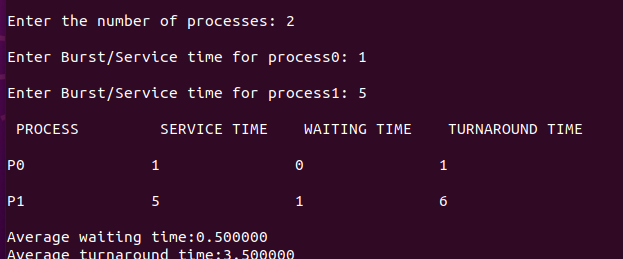 Enter the number of processes: 2
Enter Burst/Service time for process0: 1
Enter Burst/Service time for process1: 5
PROCESS SERVICE TIME WAITING TIME TURNAROUND TIME
P0 1 0 1
P1 5 1 6
Average waiting time:0.500000
Average turnaround time:3.500000